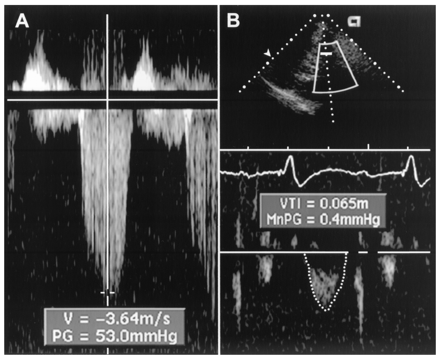 A
B
V = −3.64m/s
PG = 53.0mmHg
VTI = 0.065m
MnPG = 0.4mmHg